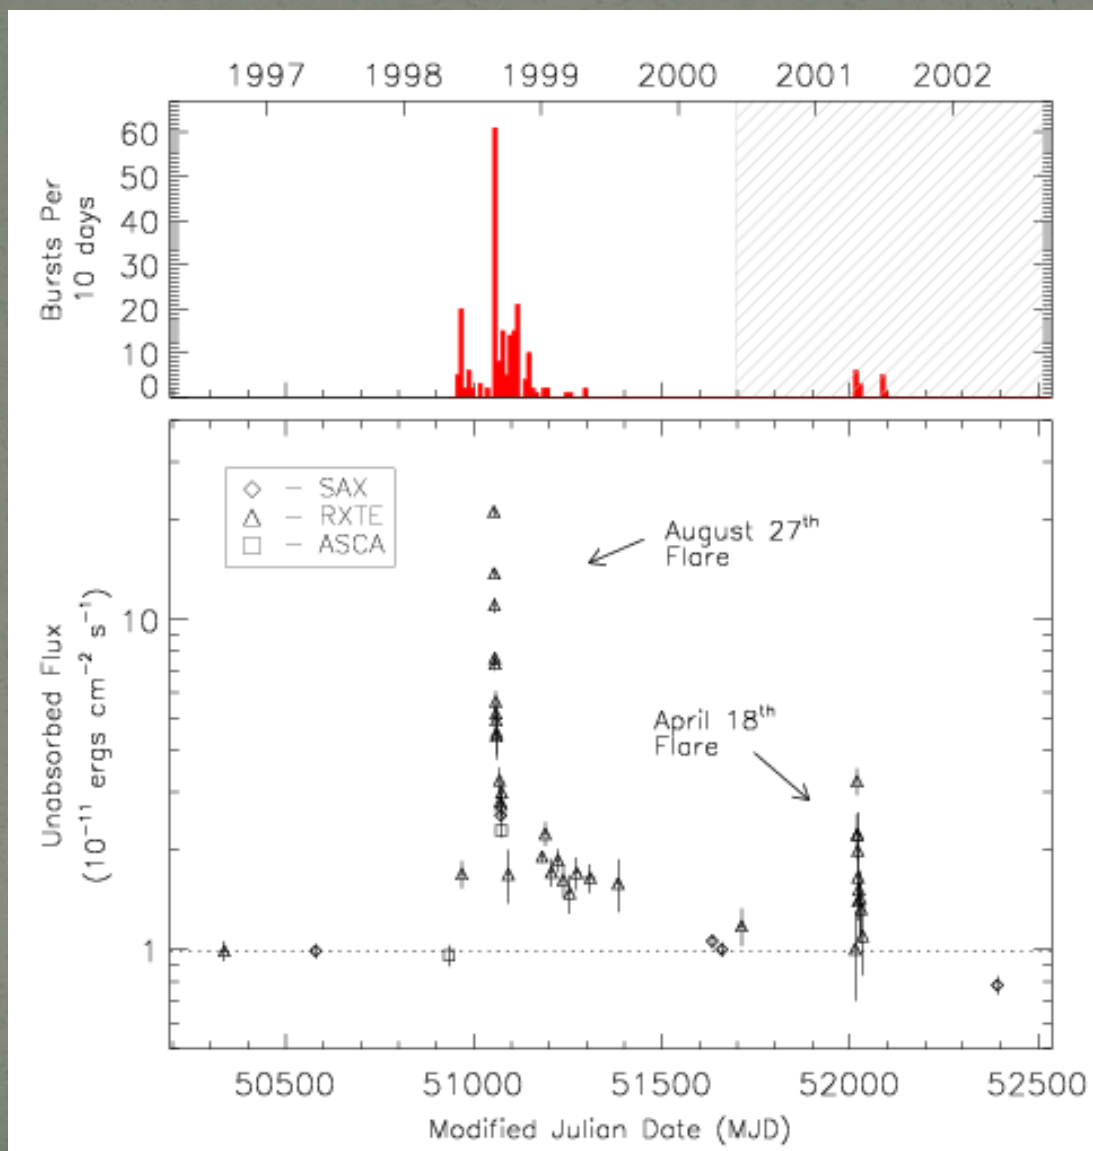 1997 1998 1999 2000 2001 2002
60
50
40
30
20
10
0
Bursts Per
10 days
◇ – SAX
△ – RXTE
□ – ASCA
August 27th
Flare
April 18th
Flare
10
1
Unabsorbed Flux
(10⁻¹¹ ergs cm⁻² s⁻¹)
50500 51000 51500 52000 52500
Modified Julian Date (MJD)